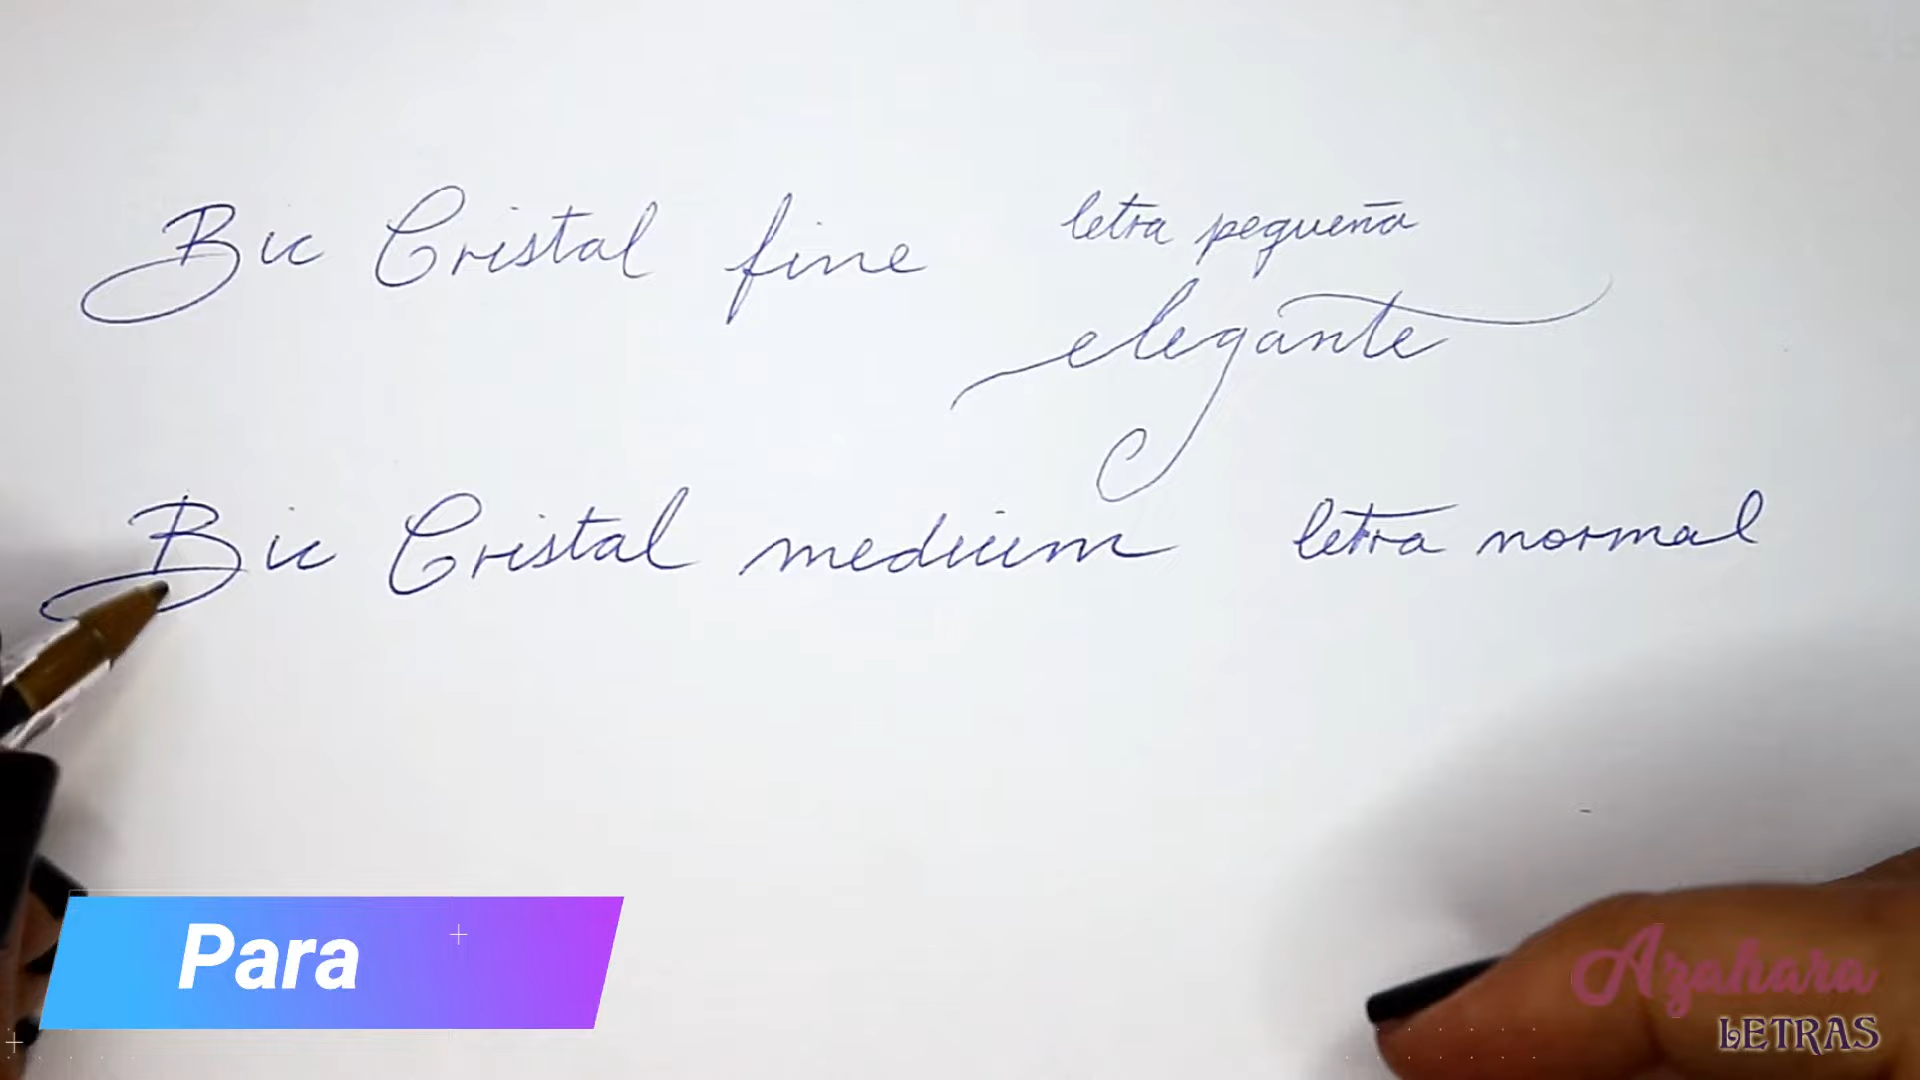 Bic Cristal fine letra pequeña
elegante
Bic Cristal medium letra normal
Para
Azahara
LETRAS